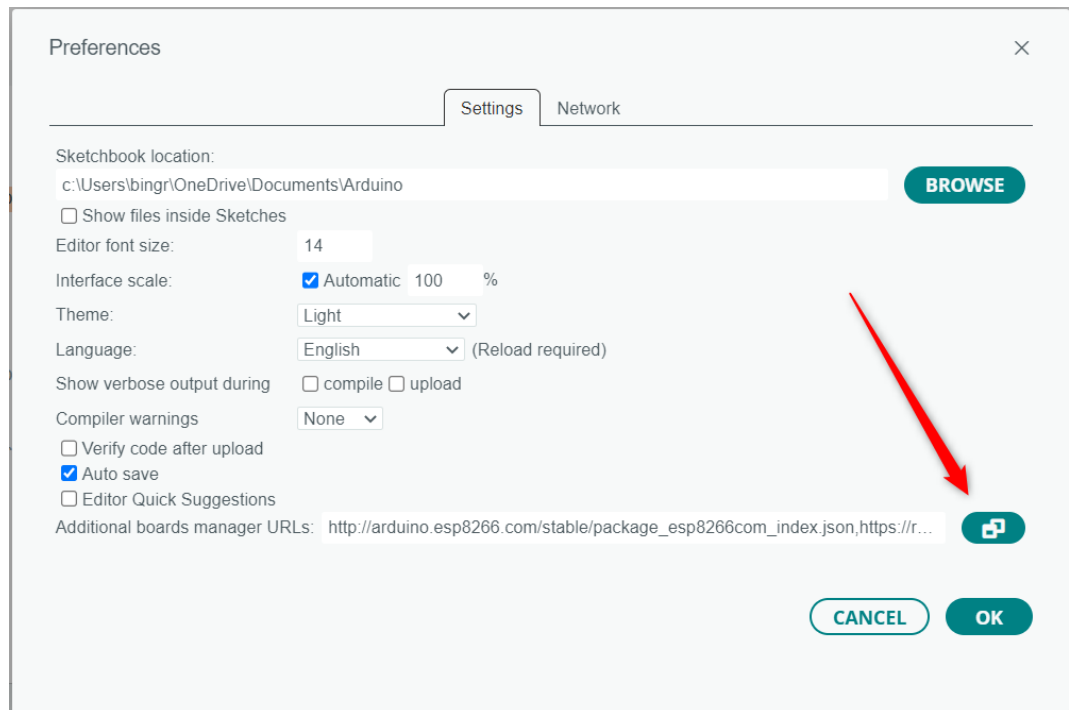 Preferences
Settings Network
Sketchbook location:
c:\Users\bingr\OneDrive\Documents\Arduino
BROWSE
Show files inside Sketches
Editor font size: 14
Interface scale: Automatic 100 %
Theme: Light
Language: English (Reload required)
Show verbose output during compile upload
Compiler warnings None
Verify code after upload
Auto save
Editor Quick Suggestions
Additional boards manager URLs: http://arduino.esp8266.com/stable/package_esp8266com_index.json,https://r...
CANCEL OK